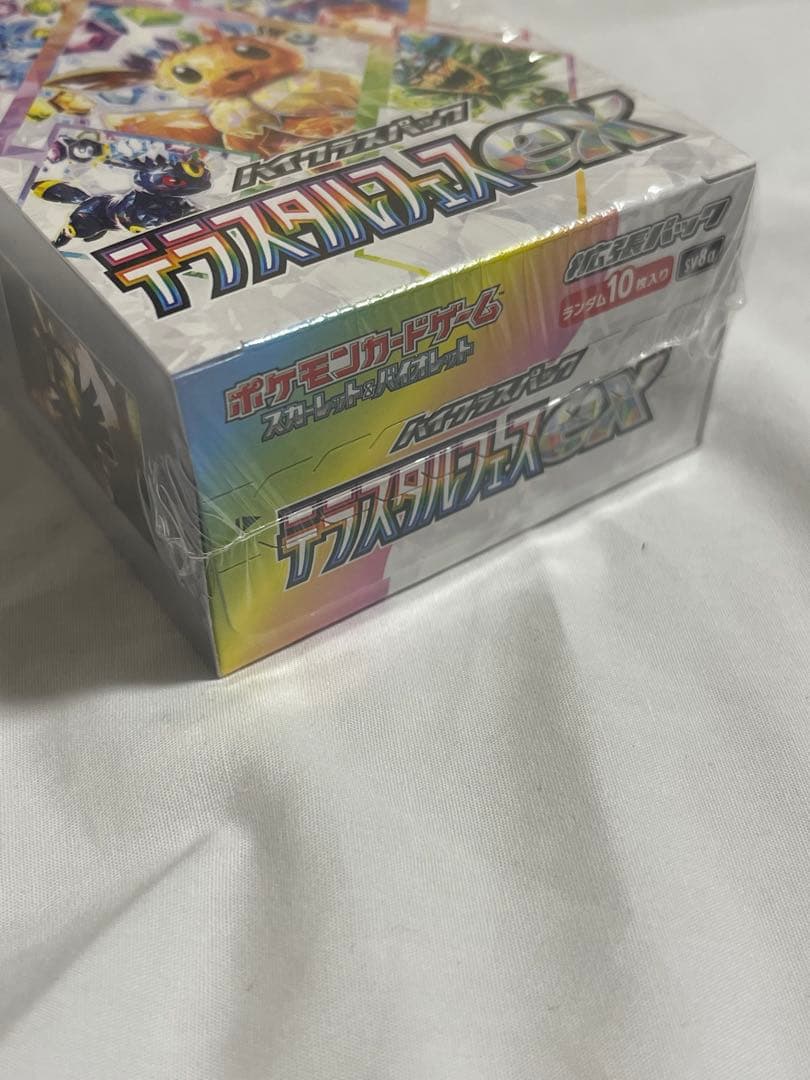 ハイクラスパック
テラスタルフェスex
ポケモンカードゲーム
スカーレット&バイオレット
拡張パック
ランダム10枚入り
sv8a
ハイクラスパック
テラスタルフェスex